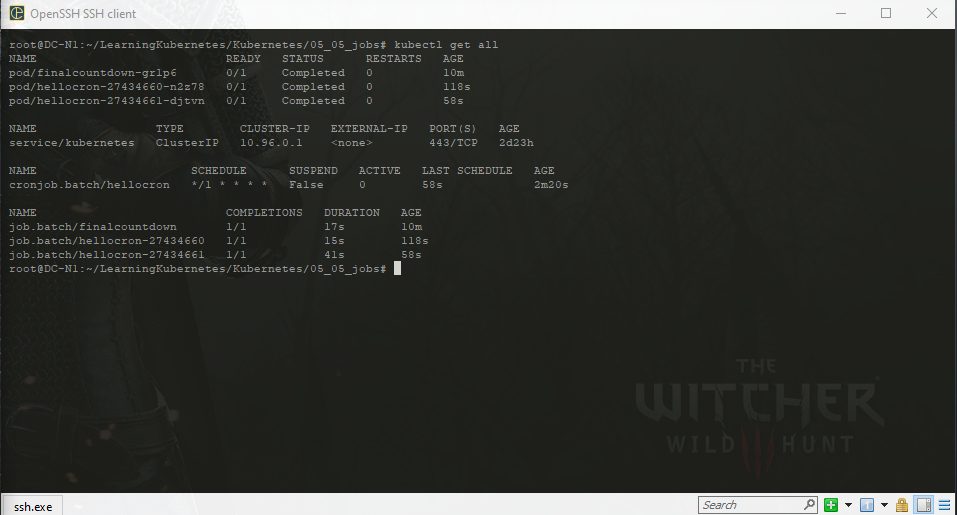 OpenSSH SSH client
root@DC-N1:~/LearningKubernetes/Kubernetes/05_05_jobs# kubectl get all
NAME READY STATUS RESTARTS AGE
pod/finalcountdown-grlp6 0/1 Completed 0 10m
pod/hellocron-27434660-n2z78 0/1 Completed 0 118s
pod/hellocron-27434661-djtvn 0/1 Completed 0 58s
NAME TYPE CLUSTER-IP EXTERNAL-IP PORT(S) AGE
service/kubernetes ClusterIP 10.96.0.1 <none> 443/TCP 2d23h
NAME SCHEDULE SUSPEND ACTIVE LAST SCHEDULE AGE
cronjob.batch/hellocron */1 * * * * False 0 58s 2m20s
NAME COMPLETIONS DURATION AGE
job.batch/finalcountdown 1/1 17s 10m
job.batch/hellocron-27434660 1/1 15s 118s
job.batch/hellocron-27434661 1/1 41s 58s
root@DC-N1:~/LearningKubernetes/Kubernetes/05_05_jobs#
THE
WITCHER
WILD HUNT
ssh.exe
Search
1